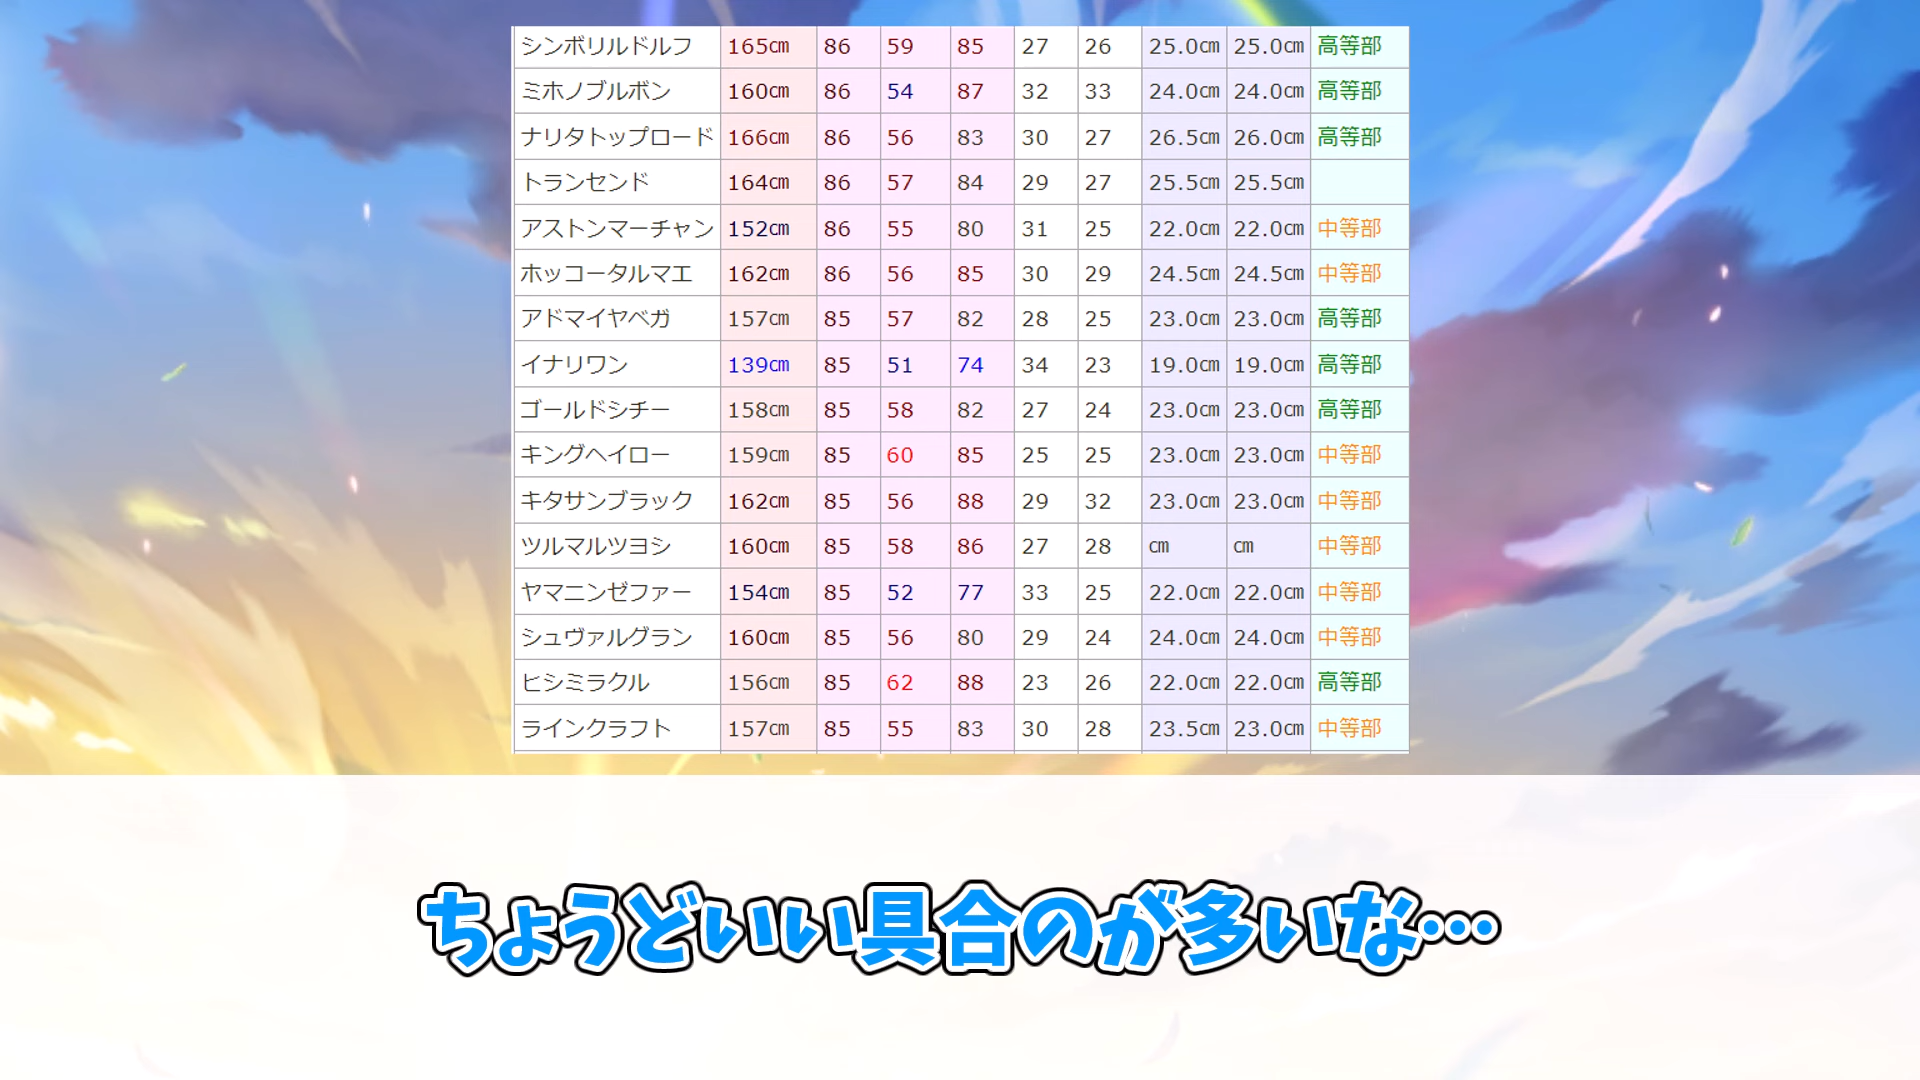 シンボリルドルフ 165cm 86 59 85 27 26 25.0cm 25.0cm 高等部
ミホノブルボン 160cm 86 54 87 32 33 24.0cm 24.0cm 高等部
ナリタトップロード 166cm 86 56 83 30 27 26.5cm 26.0cm 高等部
トランセンド 164cm 86 57 84 29 27 25.5cm 25.5cm
アストンマーチャン 152cm 86 55 80 31 25 22.0cm 22.0cm 中等部
ホッコータルマエ 162cm 86 56 85 30 29 24.5cm 24.5cm 中等部
アドマイヤベガ 157cm 85 57 82 28 25 23.0cm 23.0cm 高等部
イナリワン 139cm 85 51 74 34 23 19.0cm 19.0cm 高等部
ゴールドシチー 158cm 85 58 82 27 24 23.0cm 23.0cm 高等部
キングヘイロー 159cm 85 60 85 25 25 23.0cm 23.0cm 中等部
キタサンブラック 162cm 85 56 88 29 32 23.0cm 23.0cm 中等部
ツルマルツヨシ 160cm 85 58 86 27 28 cm cm 中等部
ヤマニンゼファー 154cm 85 52 77 33 25 22.0cm 22.0cm 中等部
シュヴァルグラン 160cm 85 56 80 29 24 24.0cm 24.0cm 中等部
ヒシミラクル 156cm 85 62 88 23 26 22.0cm 22.0cm 高等部
ラインクラフト 157cm 85 55 83 30 28 23.5cm 23.0cm 中等部
ちょうどいい具合のが多いな…